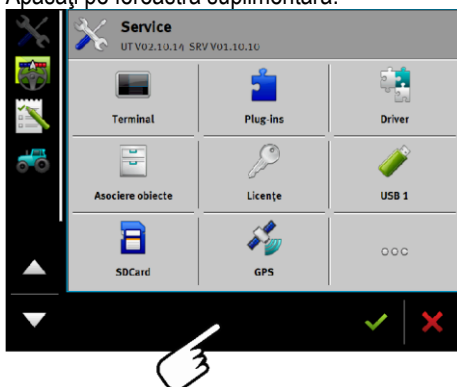 Apăsați pe fereastra suplimentară.
Service
UT V02.10.14 SRV V01.10.10
Terminal
Plug-ins
Driver
Asociere obiecte
Licențe
USB 1
SDCard
GPS